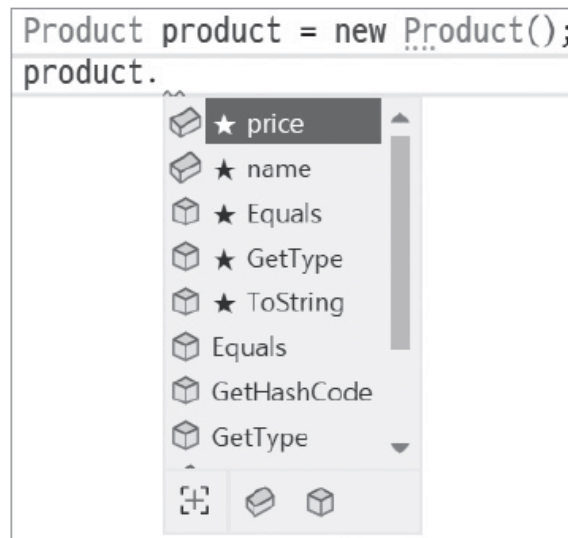 Product product = new Product();
product.
★ price
★ name
★ Equals
★ GetType
★ ToString
Equals
GetHashCode
GetType